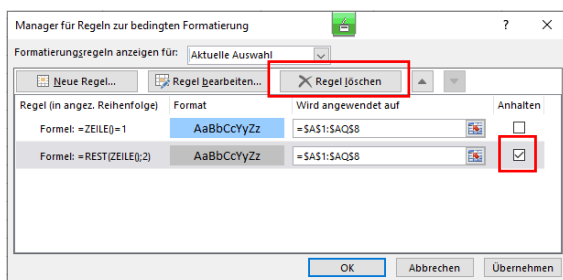 Manager für Regeln zur bedingten Formatierung ? ×
Formatierungsregeln anzeigen für: Aktuelle Auswahl
Neue Regel... Regel bearbeiten... Regel löschen
Regel (in angez. Reihenfolge) Format Wird angewendet auf Anhalten
Formel: =ZEILE()=1 AaBbCcYyZz =$A$1:$AQ$8
Formel: =REST(ZEILE();2) AaBbCcYyZz =$A$1:$AQ$8
OK Abbrechen Übernehmen